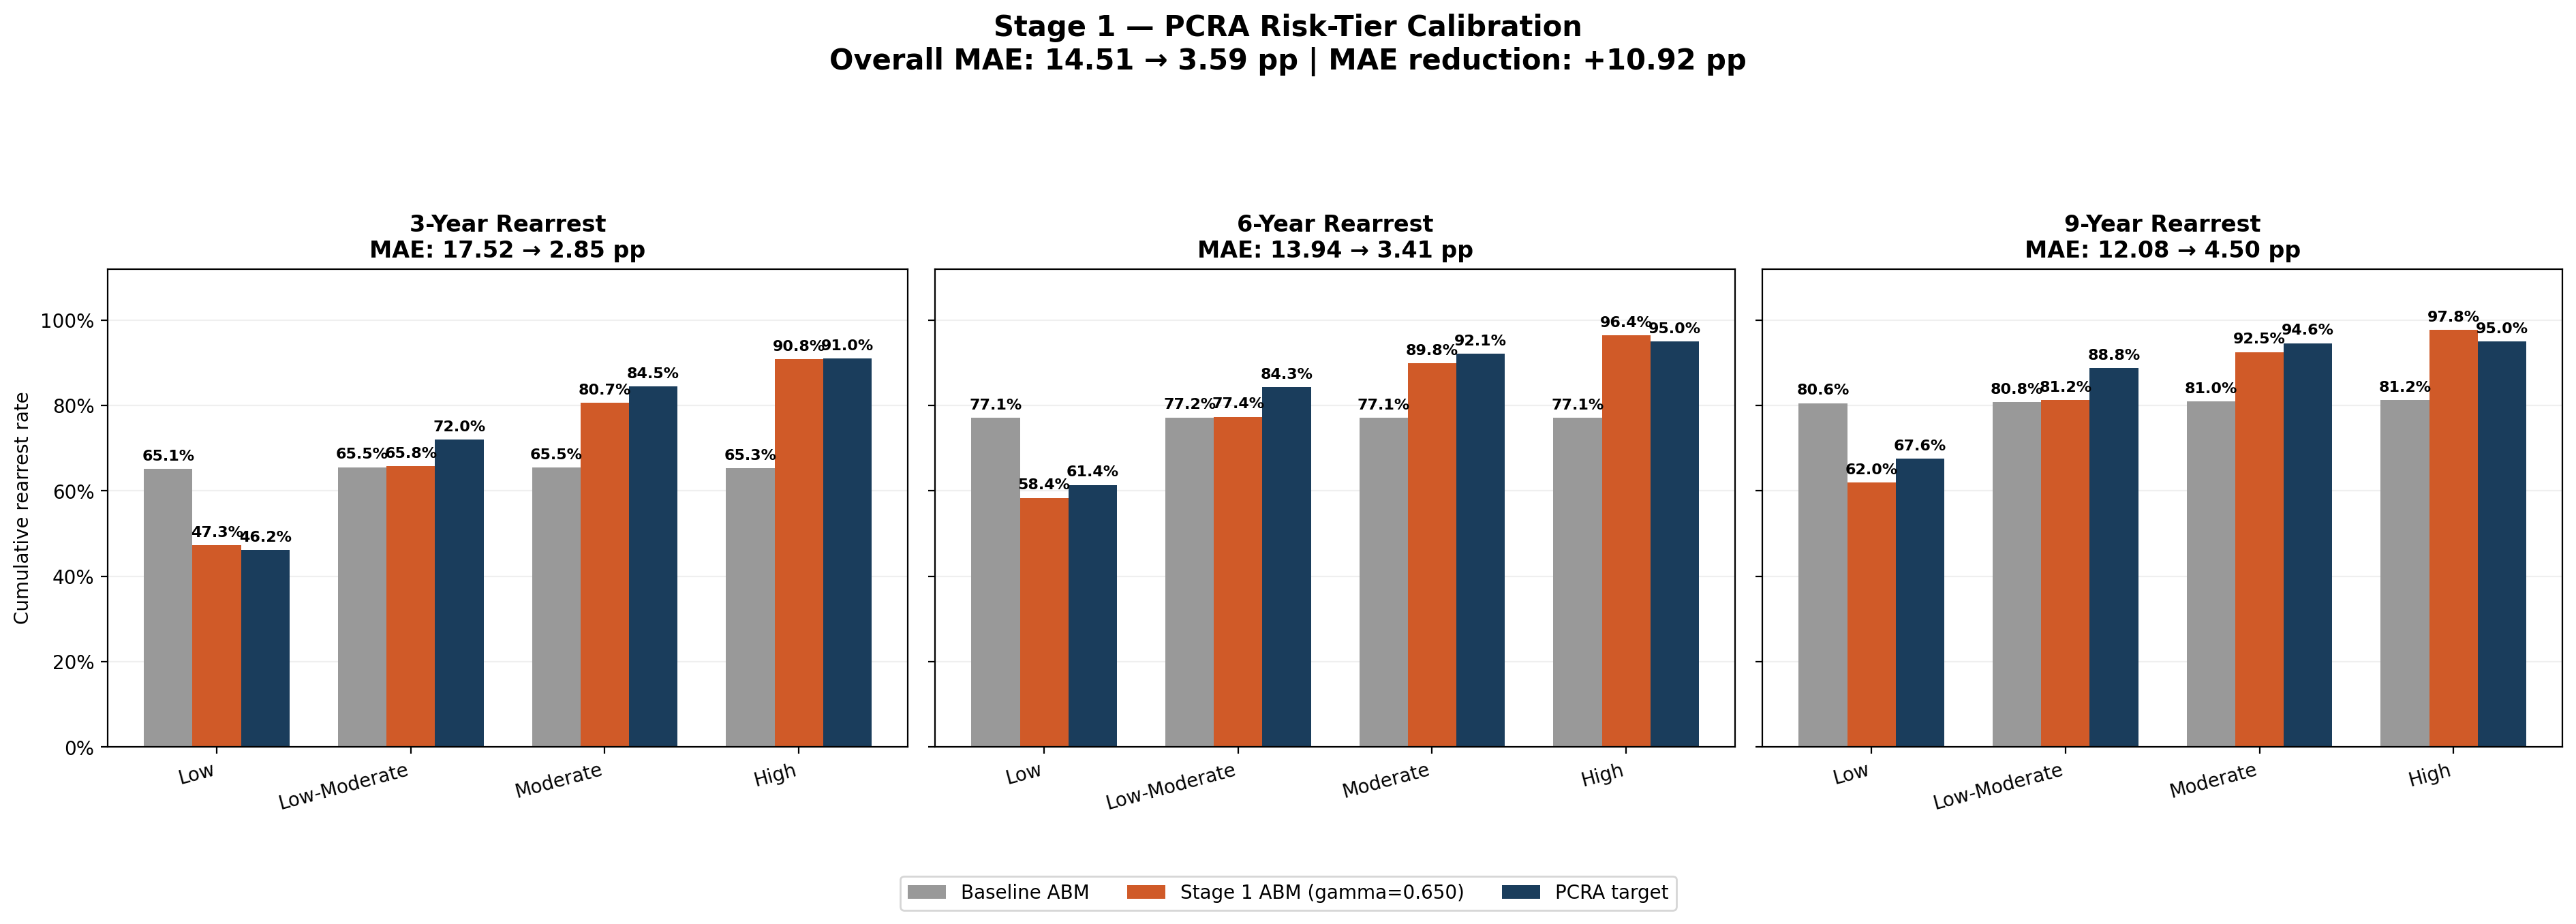 Stage 1 — PCRA Risk-Tier Calibration
Overall MAE: 14.51 → 3.59 pp | MAE reduction: +10.92 pp
3-Year Rearrest
MAE: 17.52 → 2.85 pp
Cumulative rearrest rate
100%
80%
60%
40%
20%
0%
65.1%
47.3%
46.2%
65.5%
65.8%
72.0%
65.5%
80.7%
84.5%
65.3%
90.8%
91.0%
Low
Low-Moderate
Moderate
High
6-Year Rearrest
MAE: 13.94 → 3.41 pp
77.1%
58.4%
61.4%
77.2%
77.4%
84.3%
77.1%
89.8%
92.1%
77.1%
96.4%
95.0%
Low
Low-Moderate
Moderate
High
9-Year Rearrest
MAE: 12.08 → 4.50 pp
80.6%
62.0%
67.6%
80.8%
81.2%
88.8%
81.0%
92.5%
94.6%
81.2%
97.8%
95.0%
Low
Low-Moderate
Moderate
High
Baseline ABM
Stage 1 ABM (gamma=0.650)
PCRA target